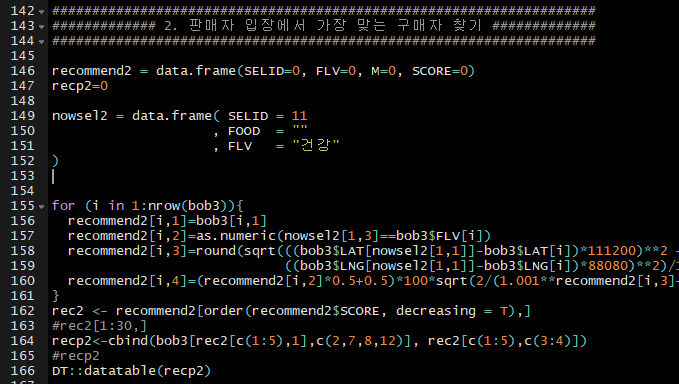 142 ####################################################################
143 ############# 2. 판매자 입장에서 가장 맞는 구매자 찾기 #############
144 ####################################################################
145
146 recommend2 = data.frame(SELID=0, FLV=0, M=0, SCORE=0)
147 recp2=0
148
149 nowsel2 = data.frame( SELID = 11
150                     , FOOD  = ""
151                     , FLV   = "건강"
152 )
153
154
155 for (i in 1:nrow(bob3)){
156   recommend2[i,1]=bob3[i,1]
157   recommend2[i,2]=as.numeric(nowsel2[1,3]==bob3$FLV[i])
158   recommend2[i,3]=round(sqrt(((bob3$LAT[nowsel2[1,1]]-bob3$LAT[i])*111200)**2 -
159                              ((bob3$LNG[nowsel2[1,1]]-bob3$LNG[i])*88080)**2)/1
160   recommend2[i,4]=(recommend2[i,2]*0.5+0.5)*100*sqrt(2/(1.001**recommend2[i,3]-
161 }
162 rec2 <- recommend2[order(recommend2$SCORE, decreasing = T),]
163 #rec2[1:30,]
164 recp2<-cbind(bob3[rec2[c(1:5),1],c(2,7,8,12)], rec2[c(1:5),c(3:4)])
165 #recp2
166 DT::datatable(recp2)
167